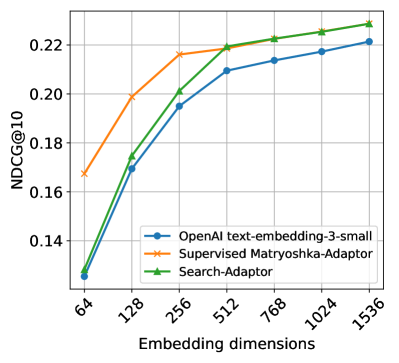 NDCG@10
0.22
0.20
0.18
0.16
0.14
OpenAI text-embedding-3-small
Supervised Matryoshka-Adaptor
Search-Adaptor
64
128
256
512
768
1024
1536
Embedding dimensions